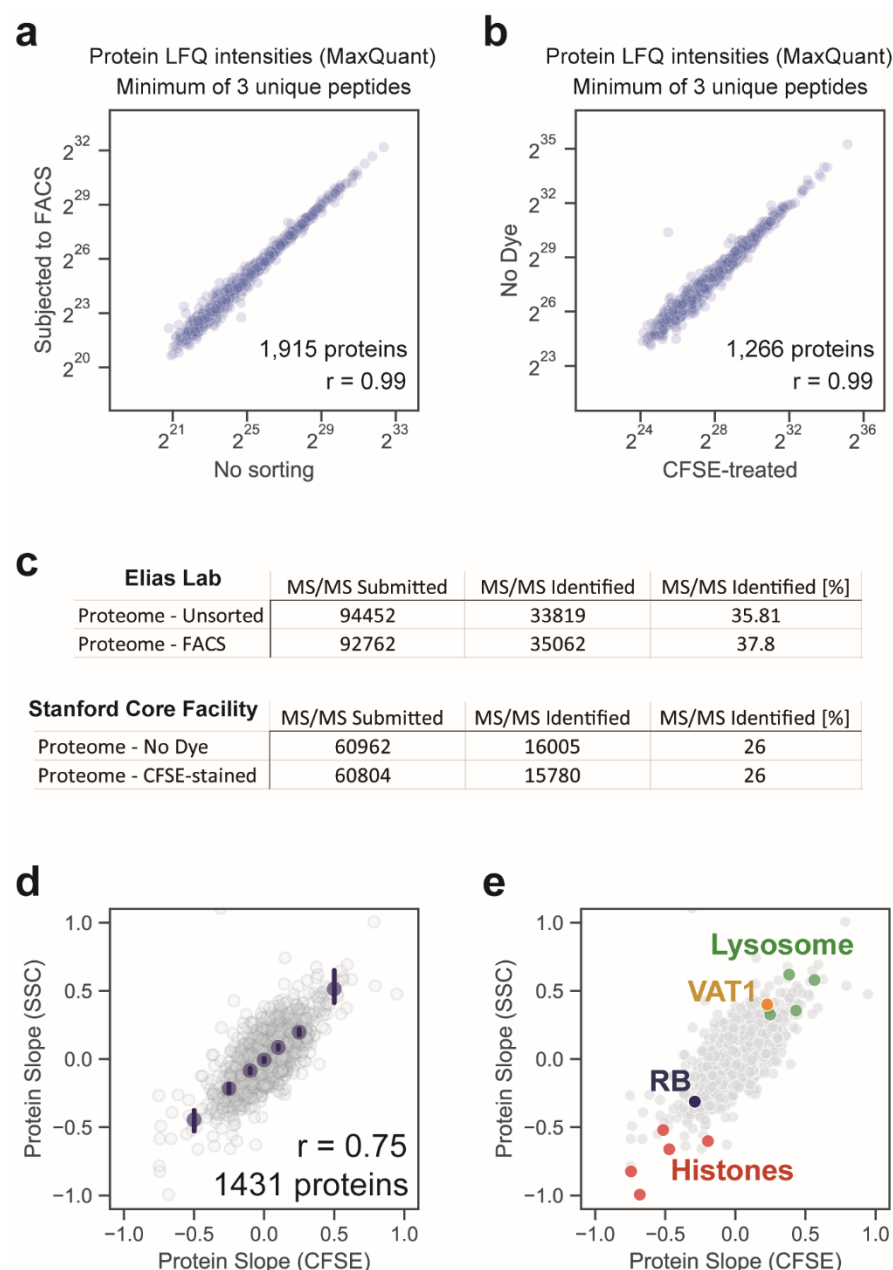 a
Protein LFQ intensities (MaxQuant)
Minimum of 3 unique peptides
Subjected to FACS
2^32
2^29
2^26
2^23
2^20
1,915 proteins
r = 0.99
2^21 2^25 2^29 2^33
No sorting
b
Protein LFQ intensities (MaxQuant)
Minimum of 3 unique peptides
No Dye
2^35
2^32
2^29
2^26
2^23
1,266 proteins
r = 0.99
2^24 2^28 2^32 2^36
CFSE-treated
c
Elias Lab MS/MS Submitted MS/MS Identified MS/MS Identified [%]
Proteome - Unsorted 94452 33819 35.81
Proteome - FACS 92762 35062 37.8
Stanford Core Facility MS/MS Submitted MS/MS Identified MS/MS Identified [%]
Proteome - No Dye 60962 16005 26
Proteome - CFSE-stained 60804 15780 26
d
Protein Slope (SSC)
1.0
0.5
0.0
−0.5
−1.0
r = 0.75
1431 proteins
−1.0 −0.5 0.0 0.5 1.0
Protein Slope (CFSE)
e
Protein Slope (SSC)
1.0
0.5
0.0
−0.5
−1.0
Lysosome
VAT1
RB
Histones
−1.0 −0.5 0.0 0.5 1.0
Protein Slope (CFSE)